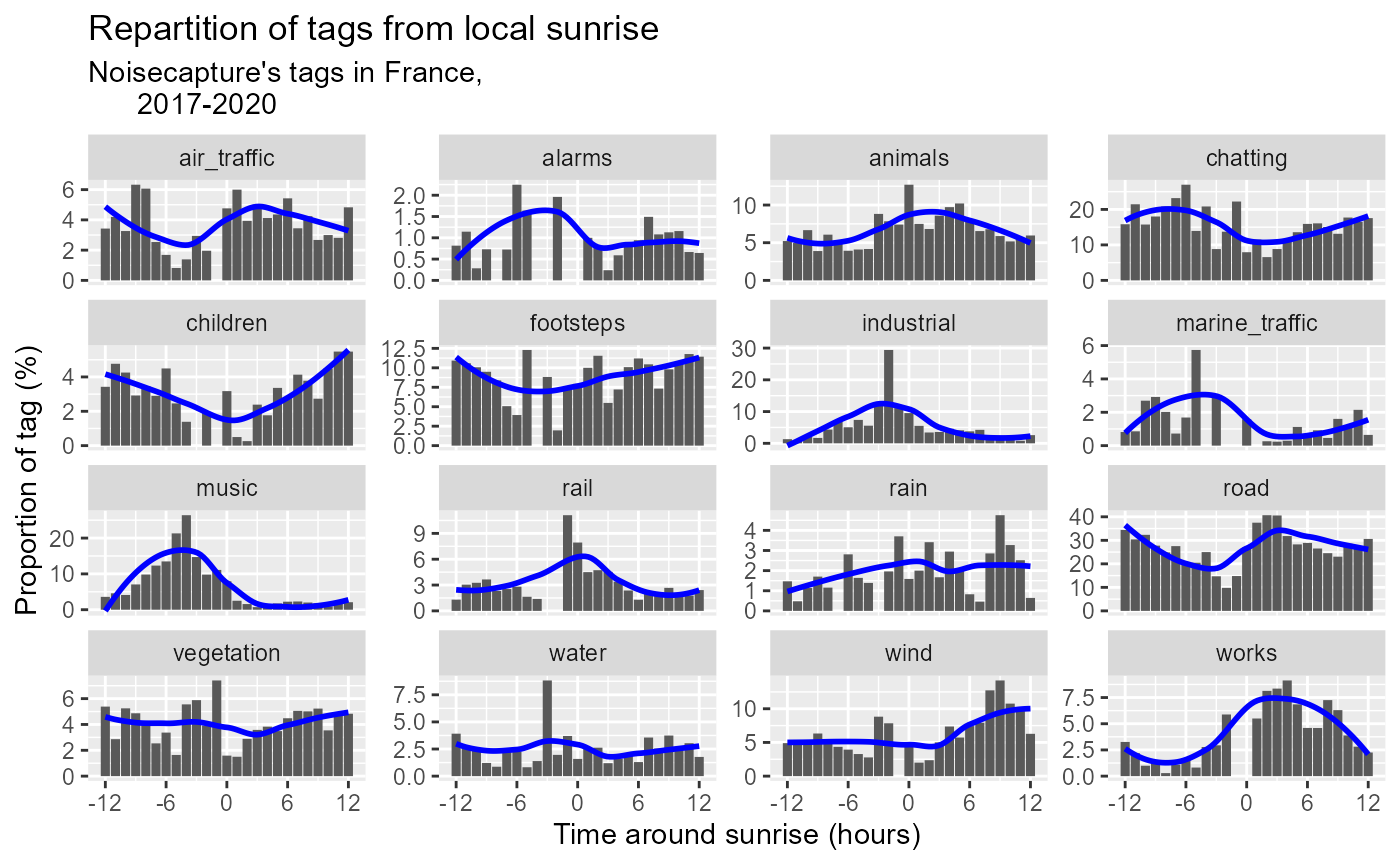 Repartition of tags from local sunrise
Noisecapture's tags in France,
2017-2020
air_traffic alarms animals chatting
6 4 2 0
2.0 1.5 1.0 0.5 0.0
10 5 0
20 10 0
children footsteps industrial marine_traffic
4 2 0
12.5 10.0 7.5 5.0 2.5 0.0
30 20 10 0
6 4 2 0
music rail rain road
20 10 0
9 6 3 0
4 3 2 1 0
40 30 20 10 0
vegetation water wind works
6 4 2 0
7.5 5.0 2.5 0.0
10 5 0
7.5 5.0 2.5 0.0
-12 -6 0 6 12 -12 -6 0 6 12 -12 -6 0 6 12 -12 -6 0 6 12
Time around sunrise (hours)
Proportion of tag (%)